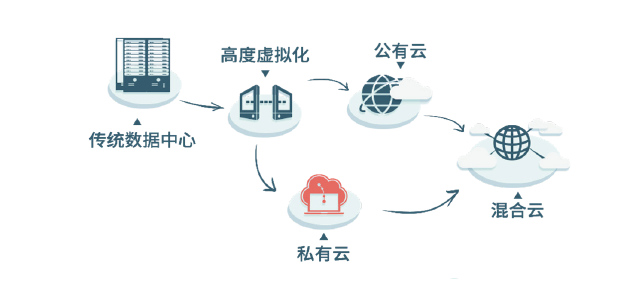 高度虚拟化
公有云
传统数据中心
混合云
私有云